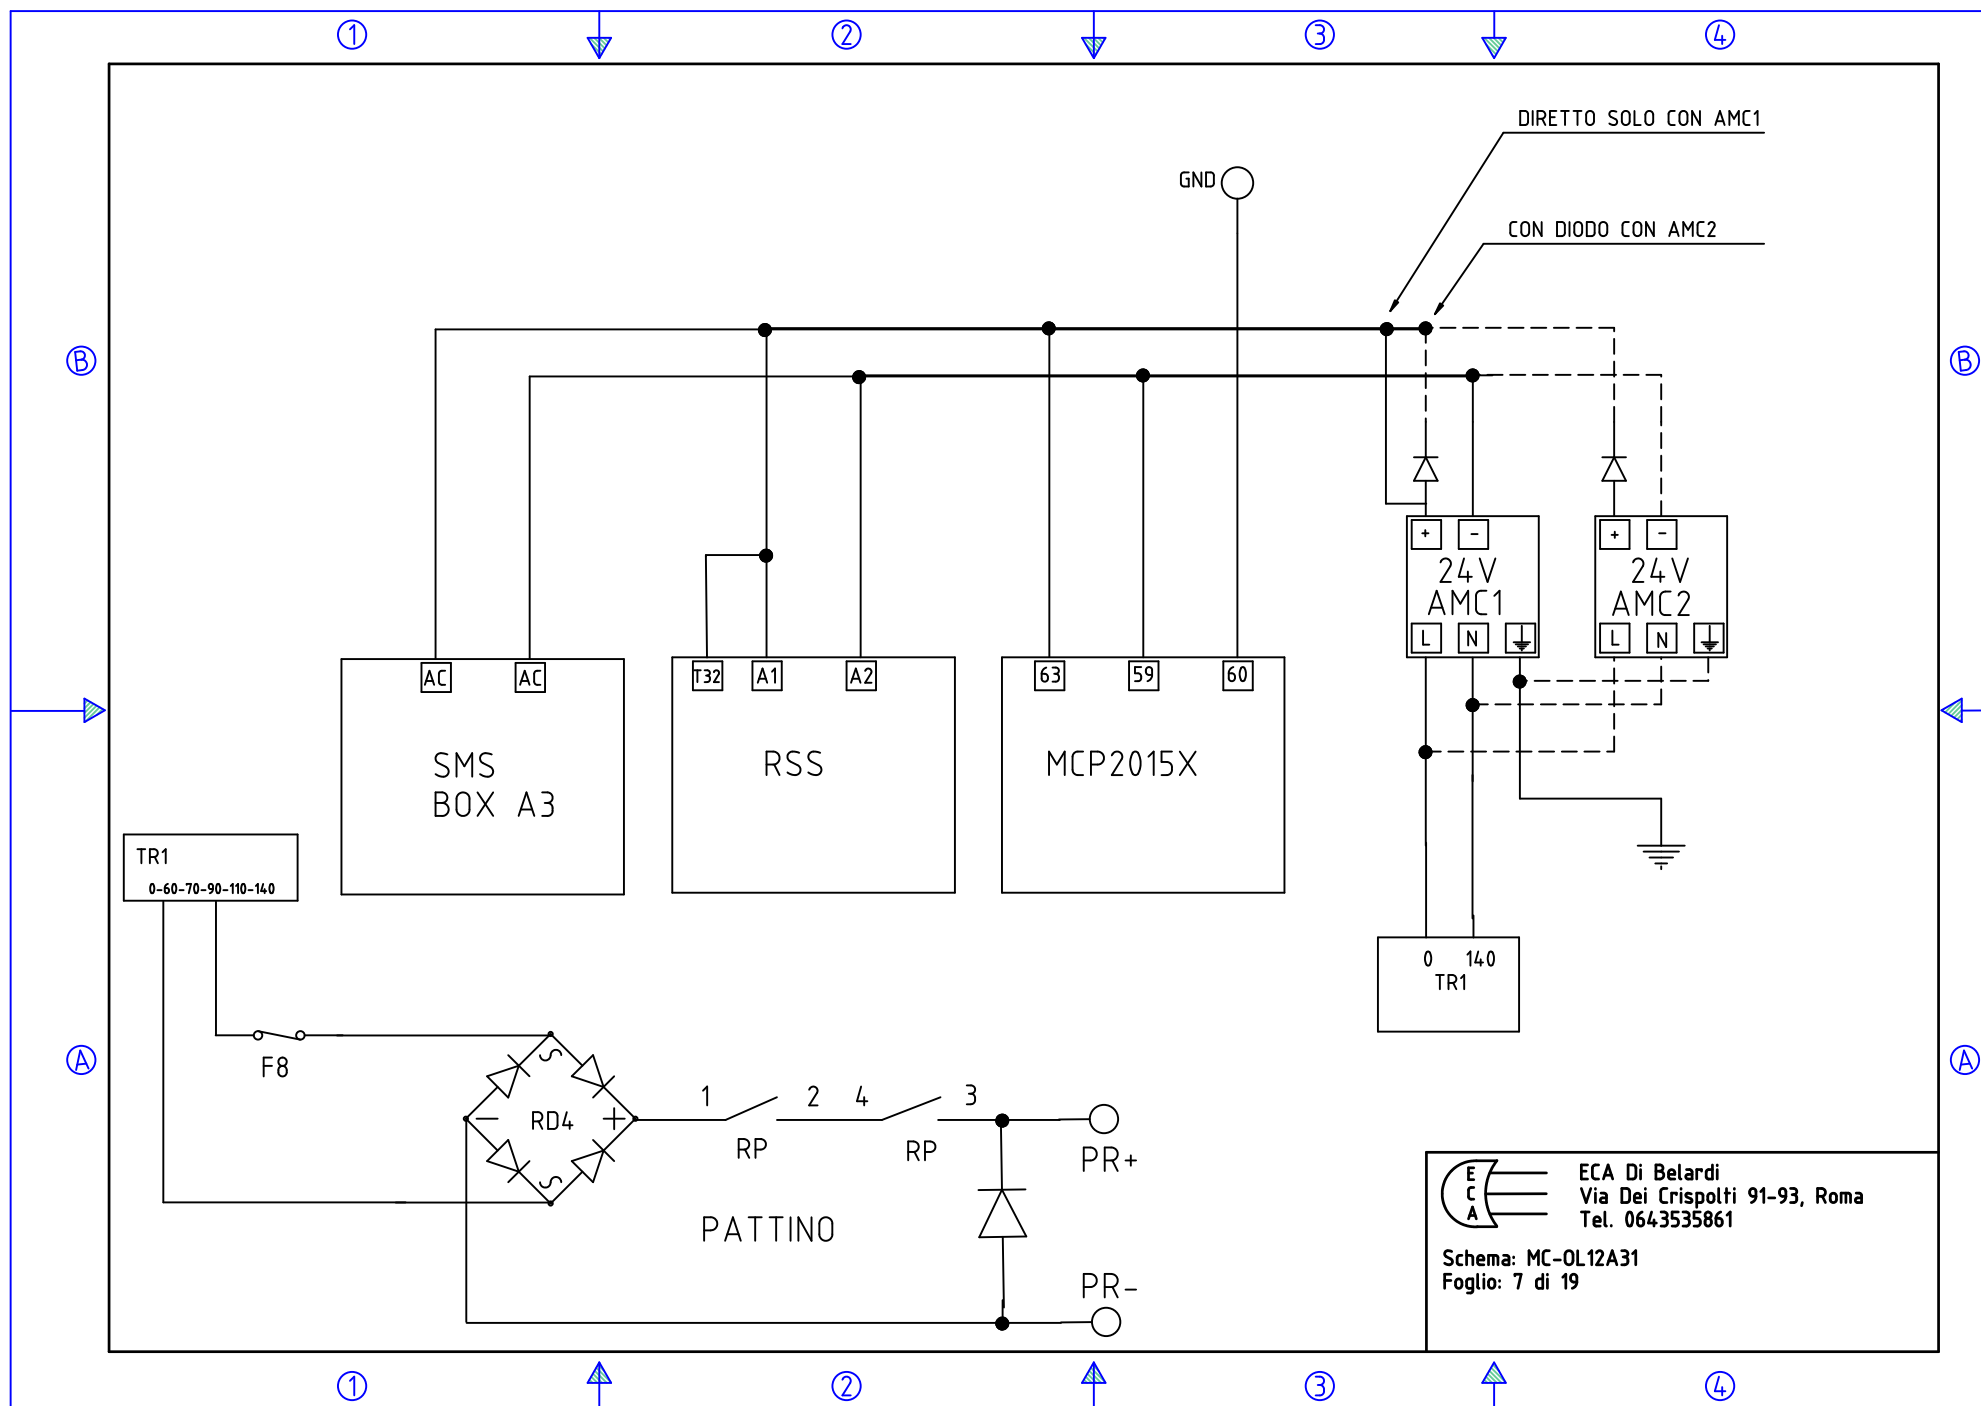 1 2 3 4
DIRETTO SOLO CON AMC1
GND
CON DIODO CON AMC2
B B
+ - + -
24V 24V
AMC1 AMC2
L N L N
AC AC T32 A1 A2 63 59 60
SMS
BOX A3
RSS
MCP2015X
TR1
0-60-70-90-110-140
0 140
TR1
F8
A A
S
- RD4 +
S
1 2 4 3
RP RP
PR+
PATTINO
PR-
E
C
A
ECA Di Belardi
Via Dei Crispolti 91-93, Roma
Tel. 0643535861
Schema: MC-OL12A31
Foglio: 7 di 19
1 2 3 4